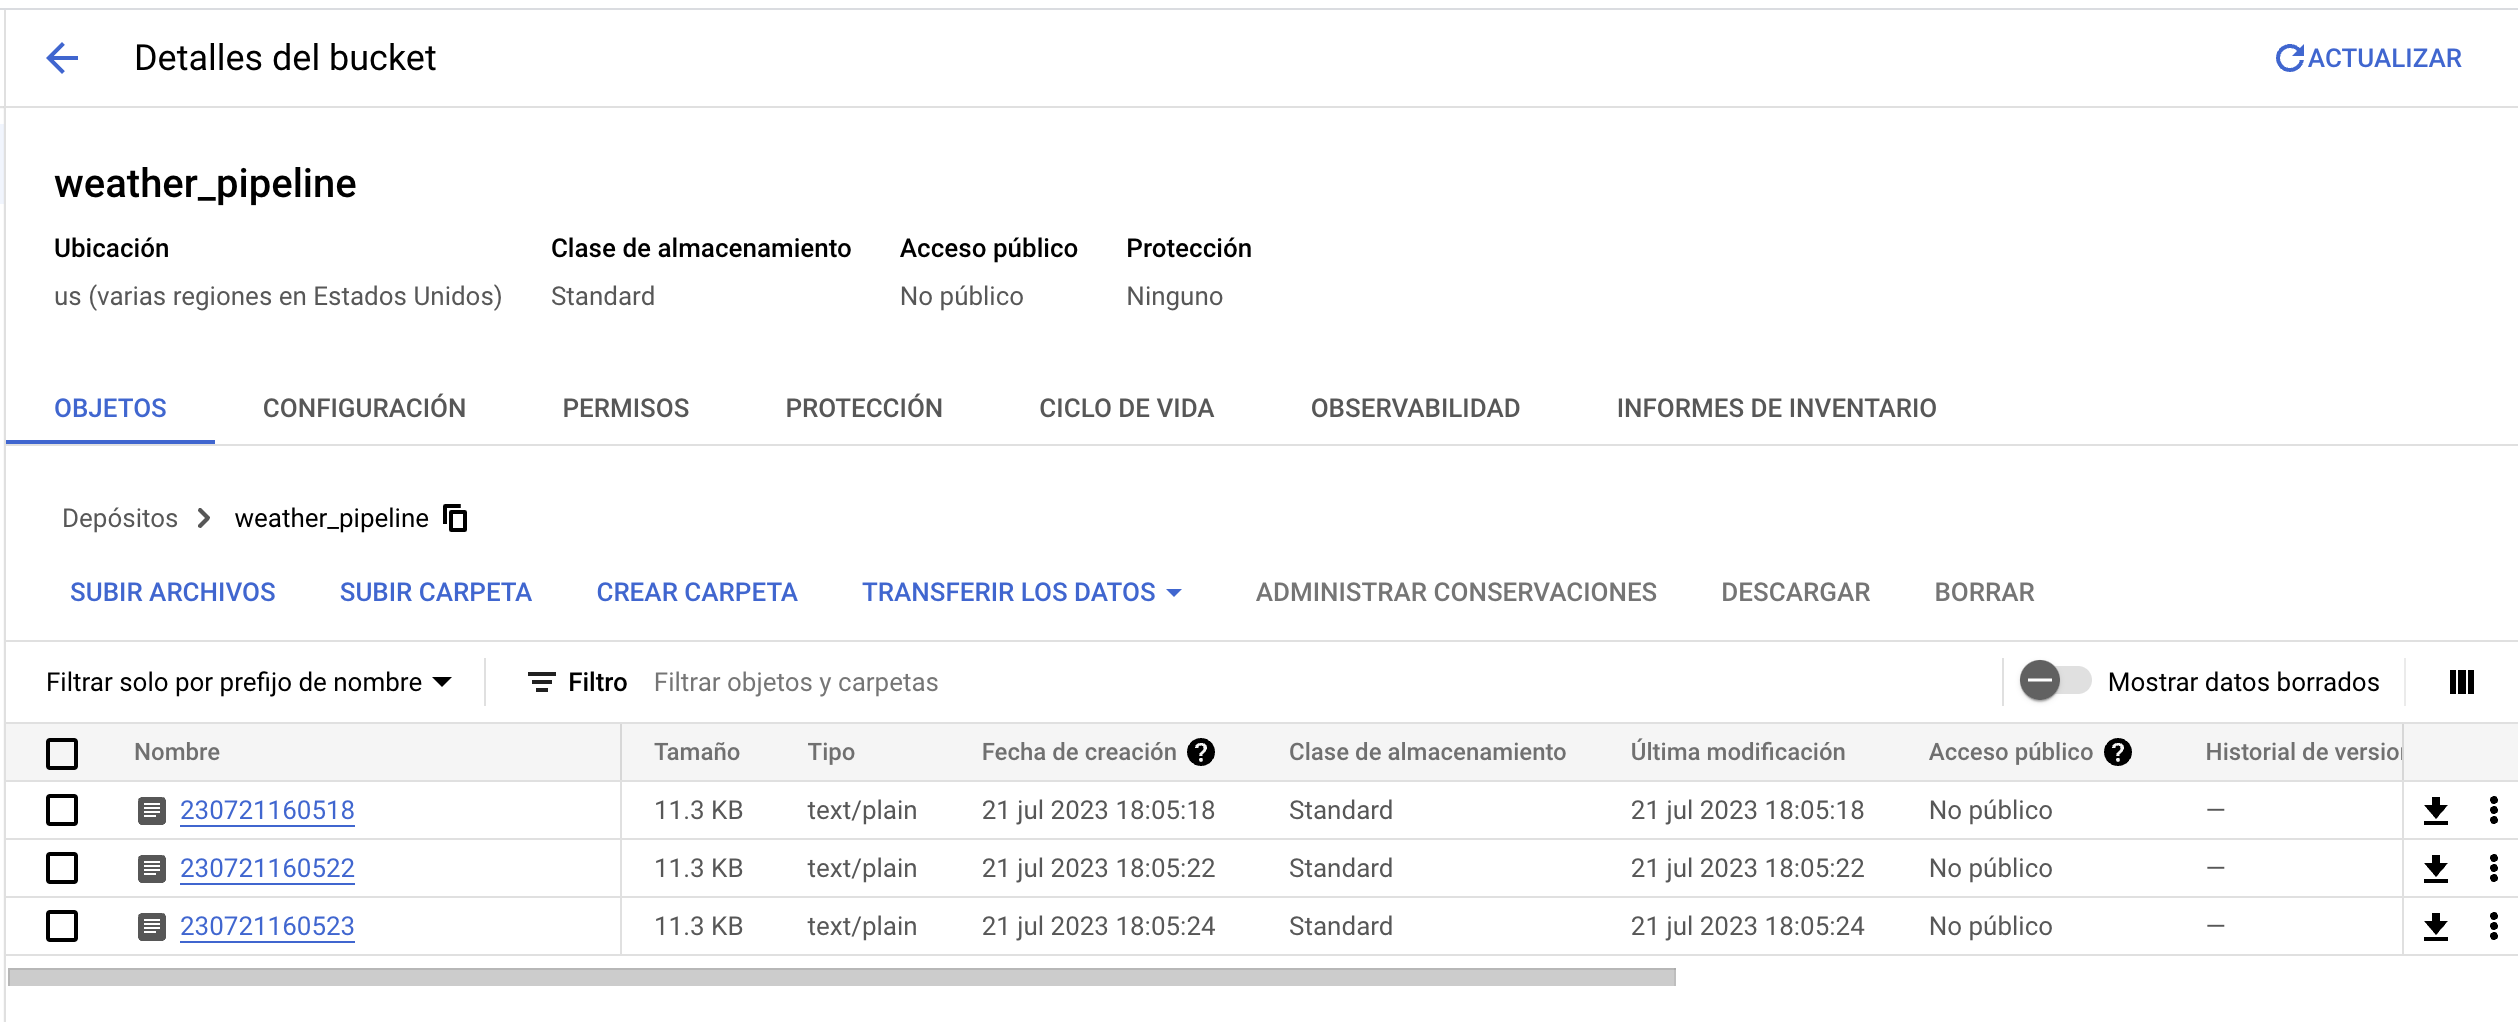 Detalles del bucket
ACTUALIZAR
weather_pipeline
Ubicación Clase de almacenamiento Acceso público Protección
us (varias regiones en Estados Unidos) Standard No público Ninguno
OBJETOS CONFIGURACIÓN PERMISOS PROTECCIÓN CICLO DE VIDA OBSERVABILIDAD INFORMES DE INVENTARIO
Depósitos weather_pipeline
SUBIR ARCHIVOS SUBIR CARPETA CREAR CARPETA TRANSFERIR LOS DATOS ADMINISTRAR CONSERVACIONES DESCARGAR BORRAR
Filtrar solo por prefijo de nombre Filtro Filtrar objetos y carpetas Mostrar datos borrados
Nombre Tamaño Tipo Fecha de creación ? Clase de almacenamiento Última modificación Acceso público ? Historial de version
230721160518 11.3 KB text/plain 21 jul 2023 18:05:18 Standard 21 jul 2023 18:05:18 No público —
230721160522 11.3 KB text/plain 21 jul 2023 18:05:22 Standard 21 jul 2023 18:05:22 No público —
230721160523 11.3 KB text/plain 21 jul 2023 18:05:24 Standard 21 jul 2023 18:05:24 No público —